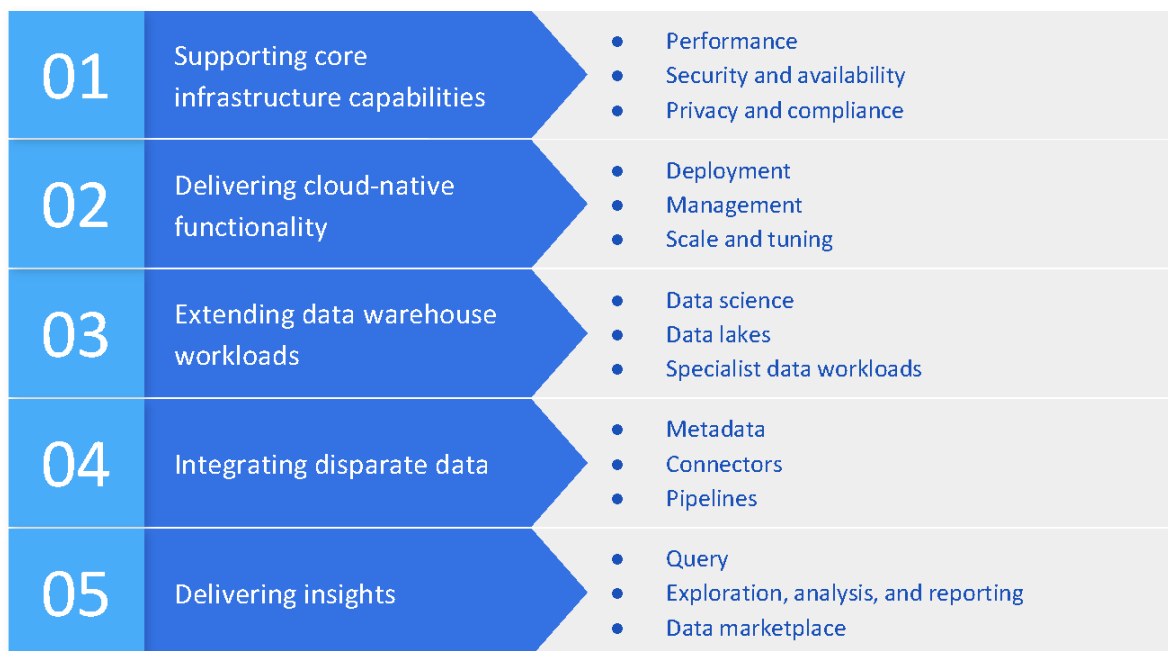 01
Supporting core
infrastructure capabilities
● Performance
● Security and availability
● Privacy and compliance
02
Delivering cloud-native
functionality
● Deployment
● Management
● Scale and tuning
03
Extending data warehouse
workloads
● Data science
● Data lakes
● Specialist data workloads
04
Integrating disparate data
● Metadata
● Connectors
● Pipelines
05
Delivering insights
● Query
● Exploration, analysis, and reporting
● Data marketplace